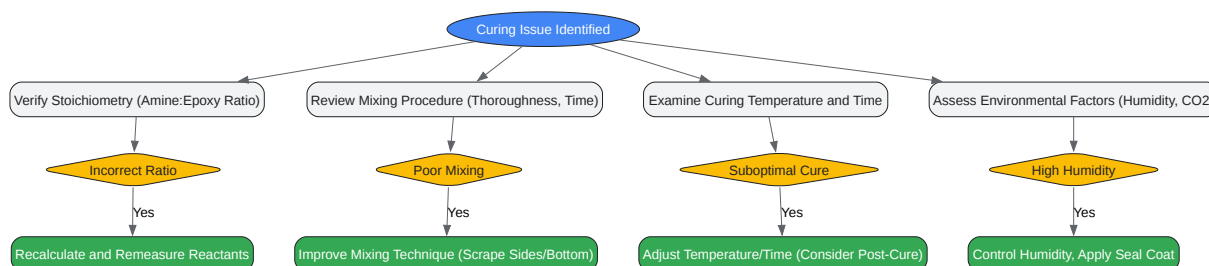 Curing Issue Identified
Verify Stoichiometry (Amine:Epoxy Ratio)
Review Mixing Procedure (Thoroughness, Time)
Examine Curing Temperature and Time
Assess Environmental Factors (Humidity, CO2
Incorrect Ratio
Poor Mixing
Suboptimal Cure
High Humidity
Yes
Yes
Yes
Yes
Recalculate and Remeasure Reactants
Improve Mixing Technique (Scrape Sides/Bottom)
Adjust Temperature/Time (Consider Post-Cure)
Control Humidity, Apply Seal Coat